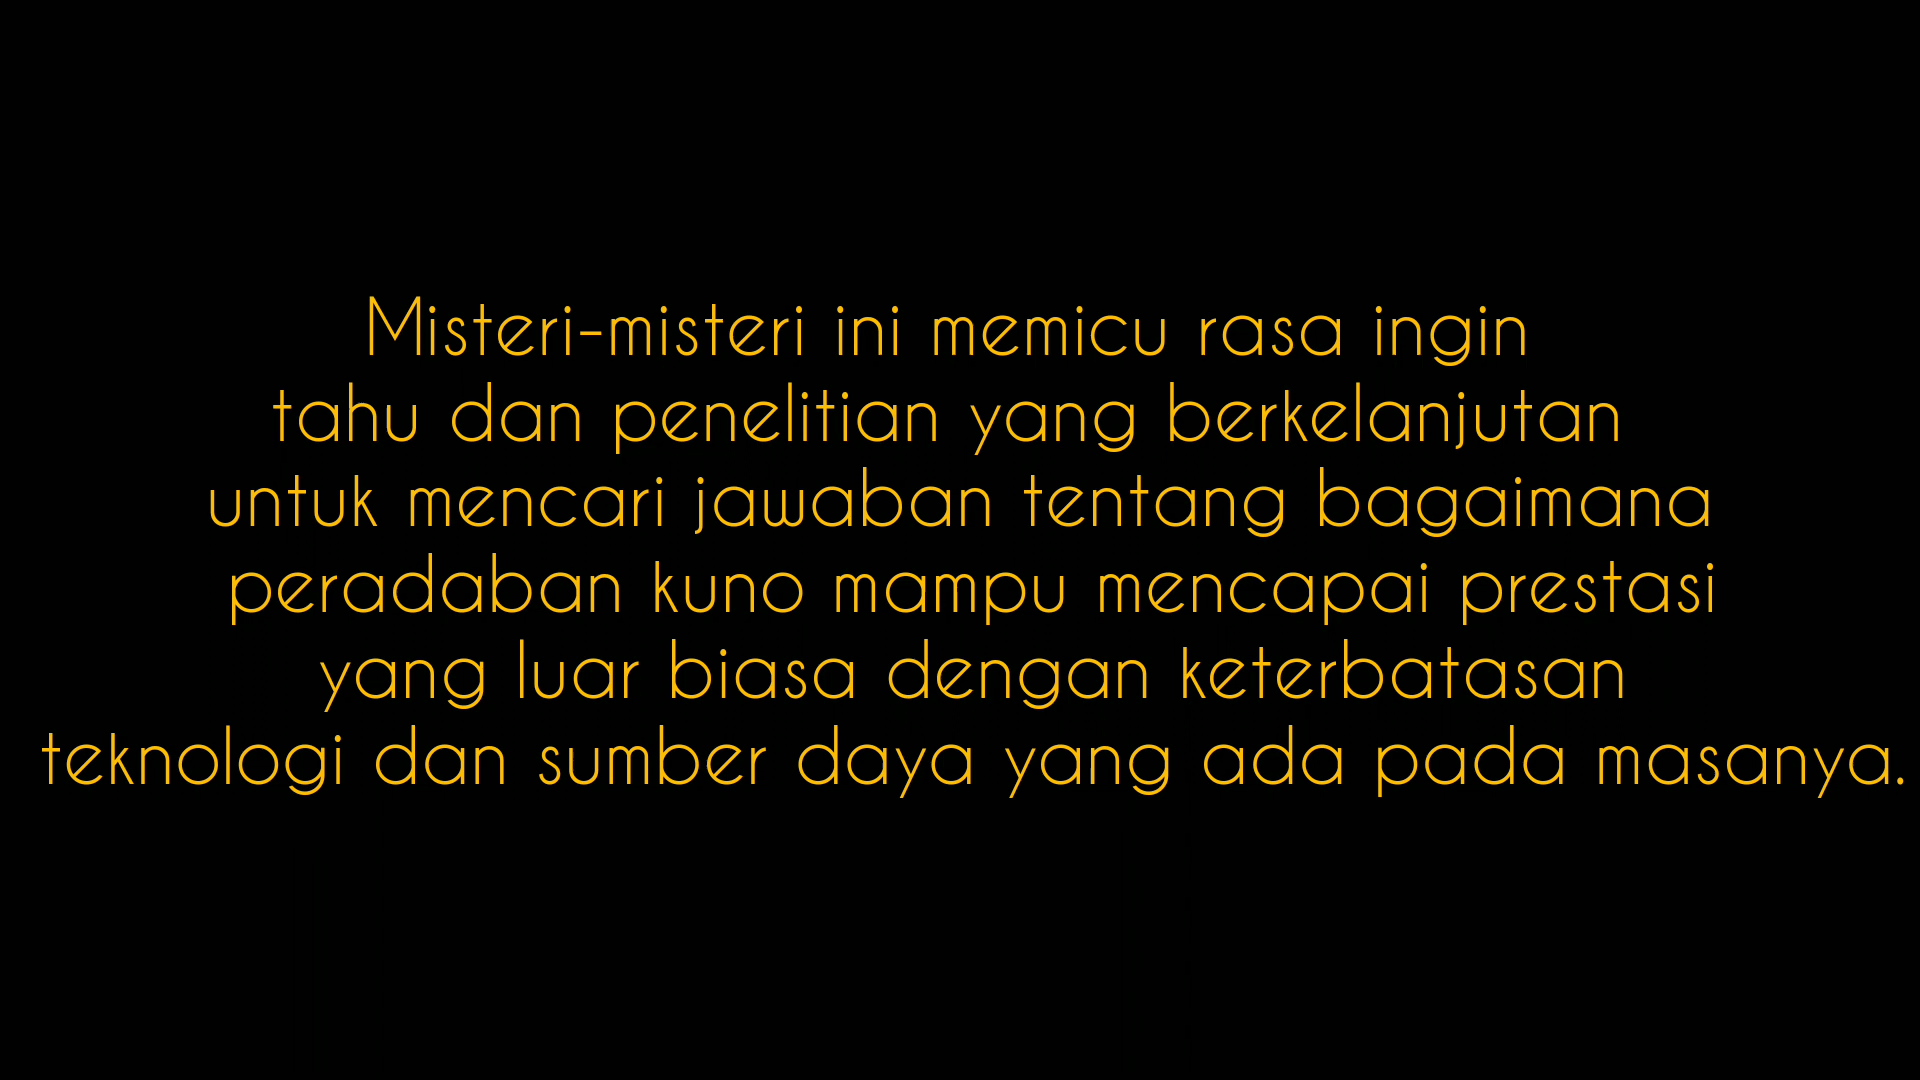 Misteri-misteri ini memicu rasa ingin
tahu dan penelitian yang berkelanjutan
untuk mencari jawaban tentang bagaimana
peradaban kuno mampu mencapai prestasi
yang luar biasa dengan keterbatasan
teknologi dan sumber daya yang ada pada masanya.